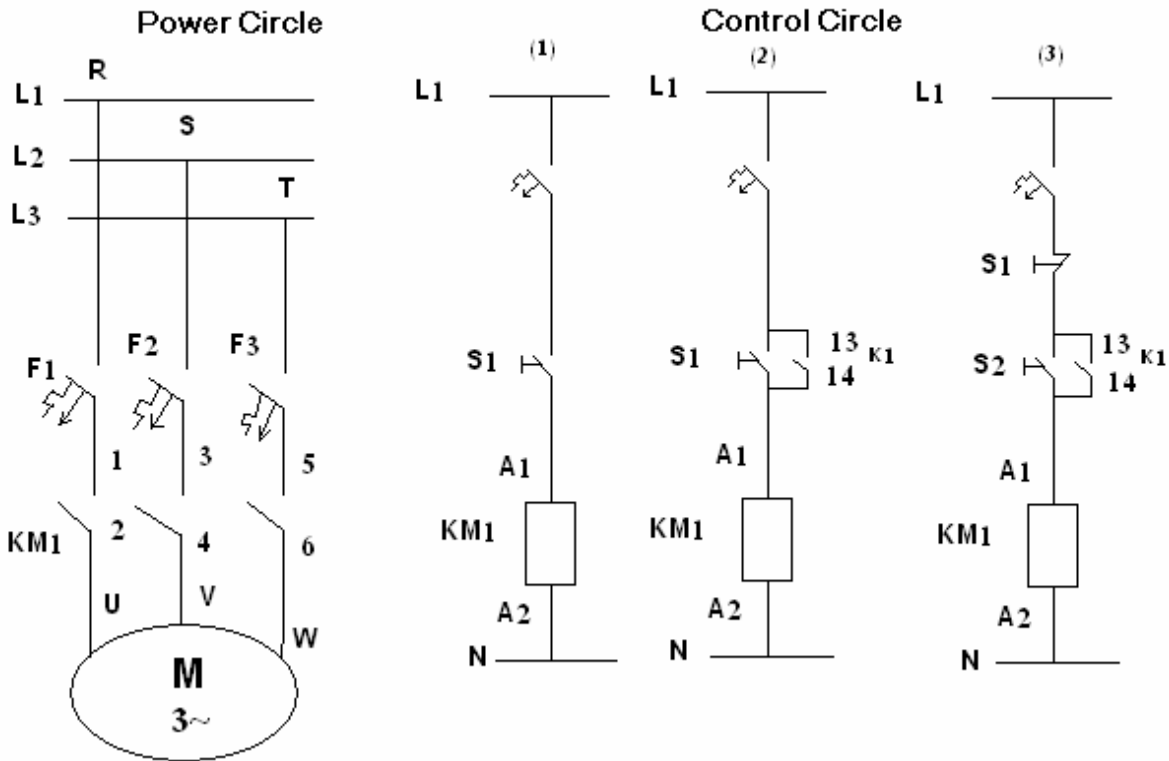 Power Circle
R
L1
S
L2
T
L3
F1
F2
F3
1
3
5
KM1
2
4
6
U
V
W
M
3~
Control Circle
(1)
L1
S1
A1
KM1
A2
N
(2)
L1
S1
13
K1
14
A1
KM1
A2
N
(3)
L1
S1
S2
13
K1
14
A1
KM1
A2
N